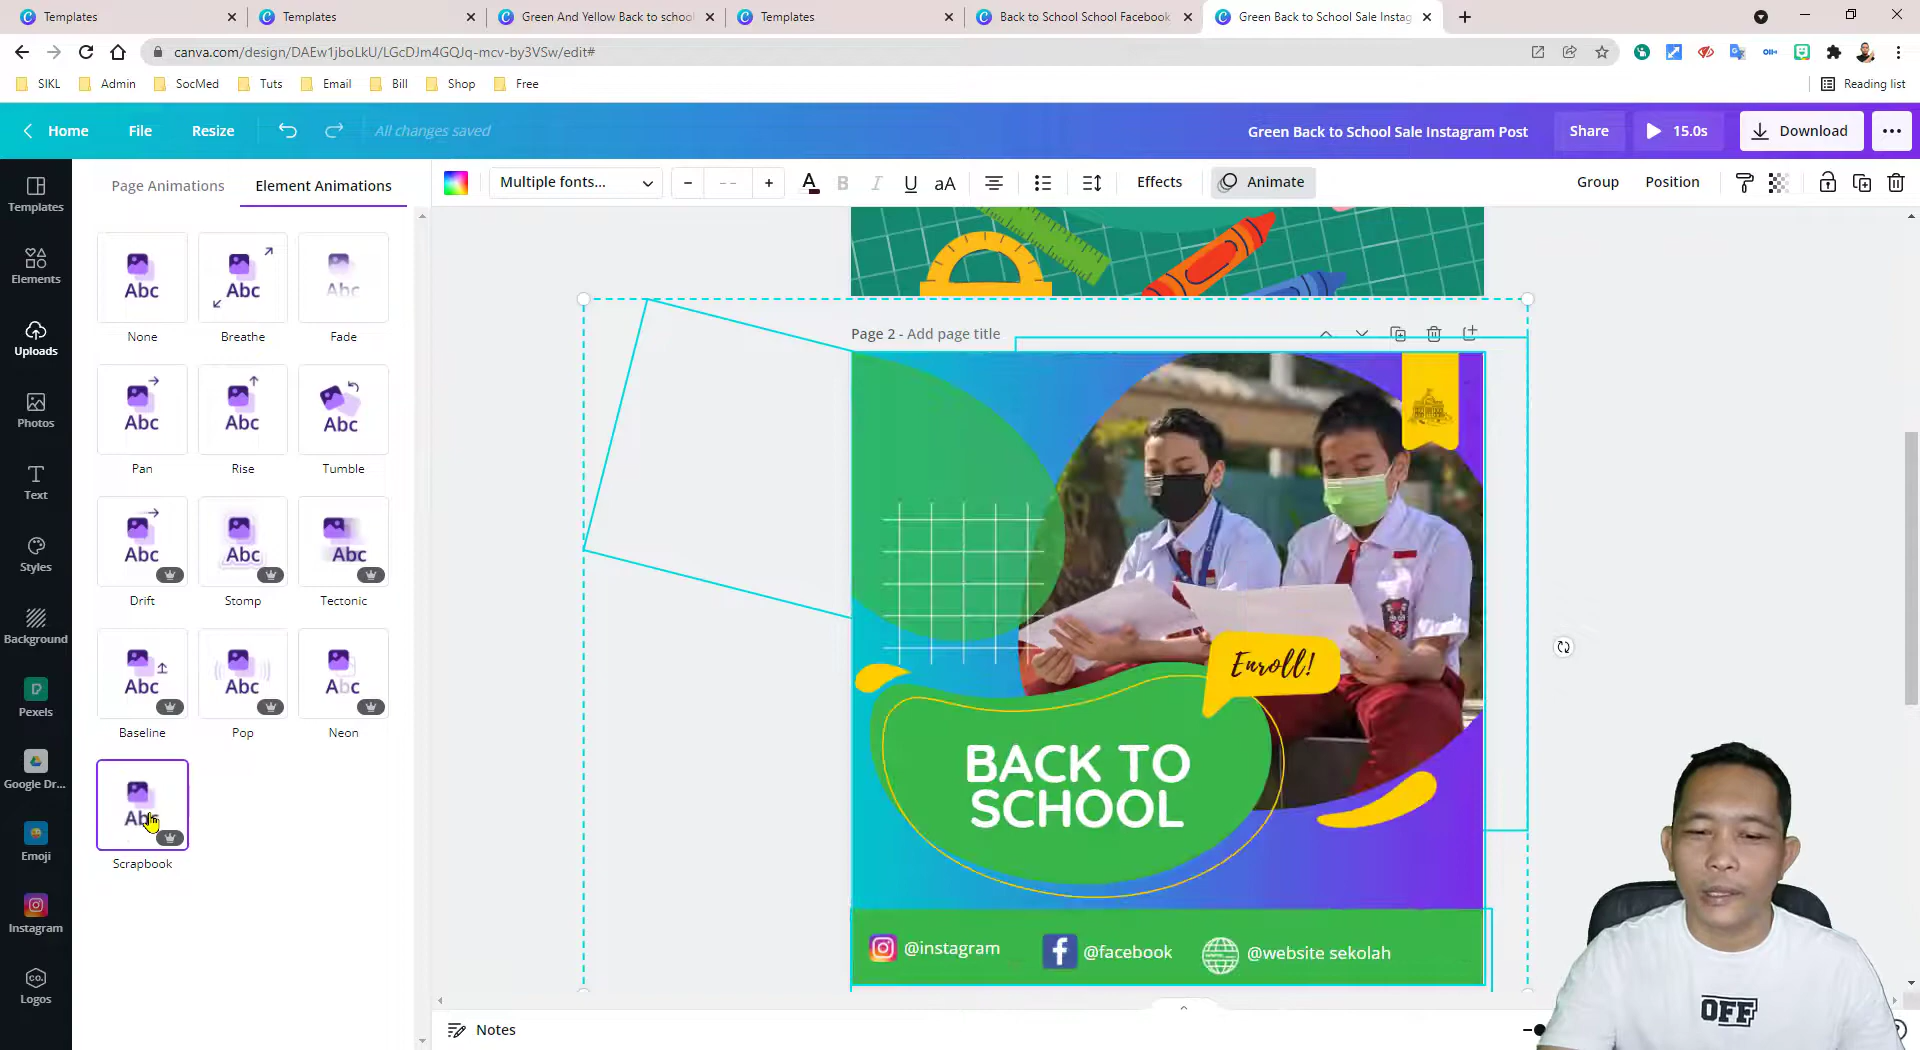 Templates
Templates
Green And Yellow Back to school
Templates
Back to School School Facebook
Green Back to School Sale Instag
canva.com/design/DAEw1jboLkU/LGcDJm4GQJq-mcv-by3VSw/edit#
SIKL
Admin
SocMed
Tuts
Email
Bill
Shop
Free
Reading list
Home
File
Resize
All changes saved
Green Back to School Sale Instagram Post
Share
15.0s
Download
Templates
Elements
Uploads
Photos
Text
Styles
Background
Pexels
Google Dr...
Emoji
Instagram
CO.
Logos
Page Animations
Element Animations
Abc
None
Abc
Breathe
Abc
Fade
Abc
Pan
Abc
Rise
Abc
Tumble
Abc
Drift
Abc
Stomp
Abc
Tectonic
Abc
Baseline
Abc
Pop
Abc
Neon
Abc
Scrapbook
Multiple fonts...
- -
A
B
I
U
aA
Effects
Animate
Group
Position
Page 2 - Add page title
Enroll!
BACK TO
SCHOOL
@instagram
@facebook
@website sekolah
Notes
OFF